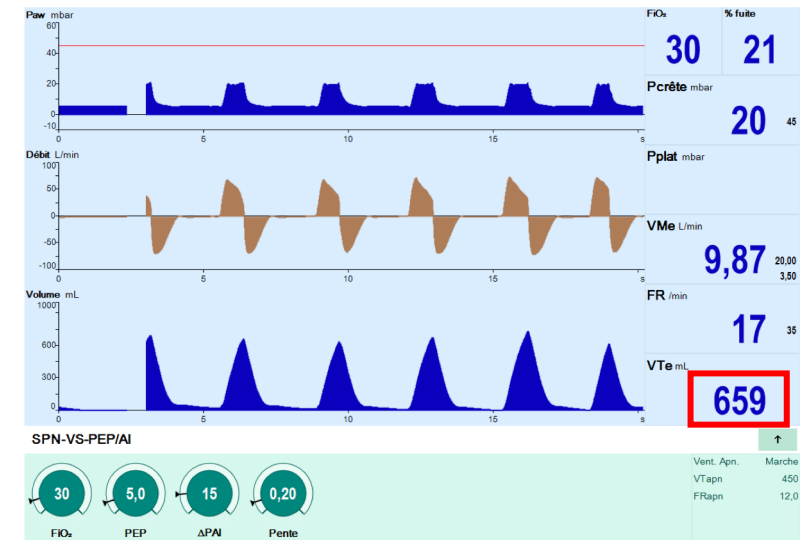 Paw mbar
60
40
20
0
-10
5
10
15
s
Débit L/min
100
50
0
-50
-100
5
10
15
s
Volume mL
1000
600
300
0
0
5
10
15
s
FiO₂
30
% fuite
21
Pcrête mbar
20
45
Pplat mbar
VMe L/min
9,87
20,00
3,50
FR /min
17
35
VTe mL
659
SPN-VS-PEP/AI
↑
30
5,0
15
0,20
FiO₂
PEP
ΔPAI
Pente
Vent. Apn. Marche
VTapn 450
FRapn 12,0